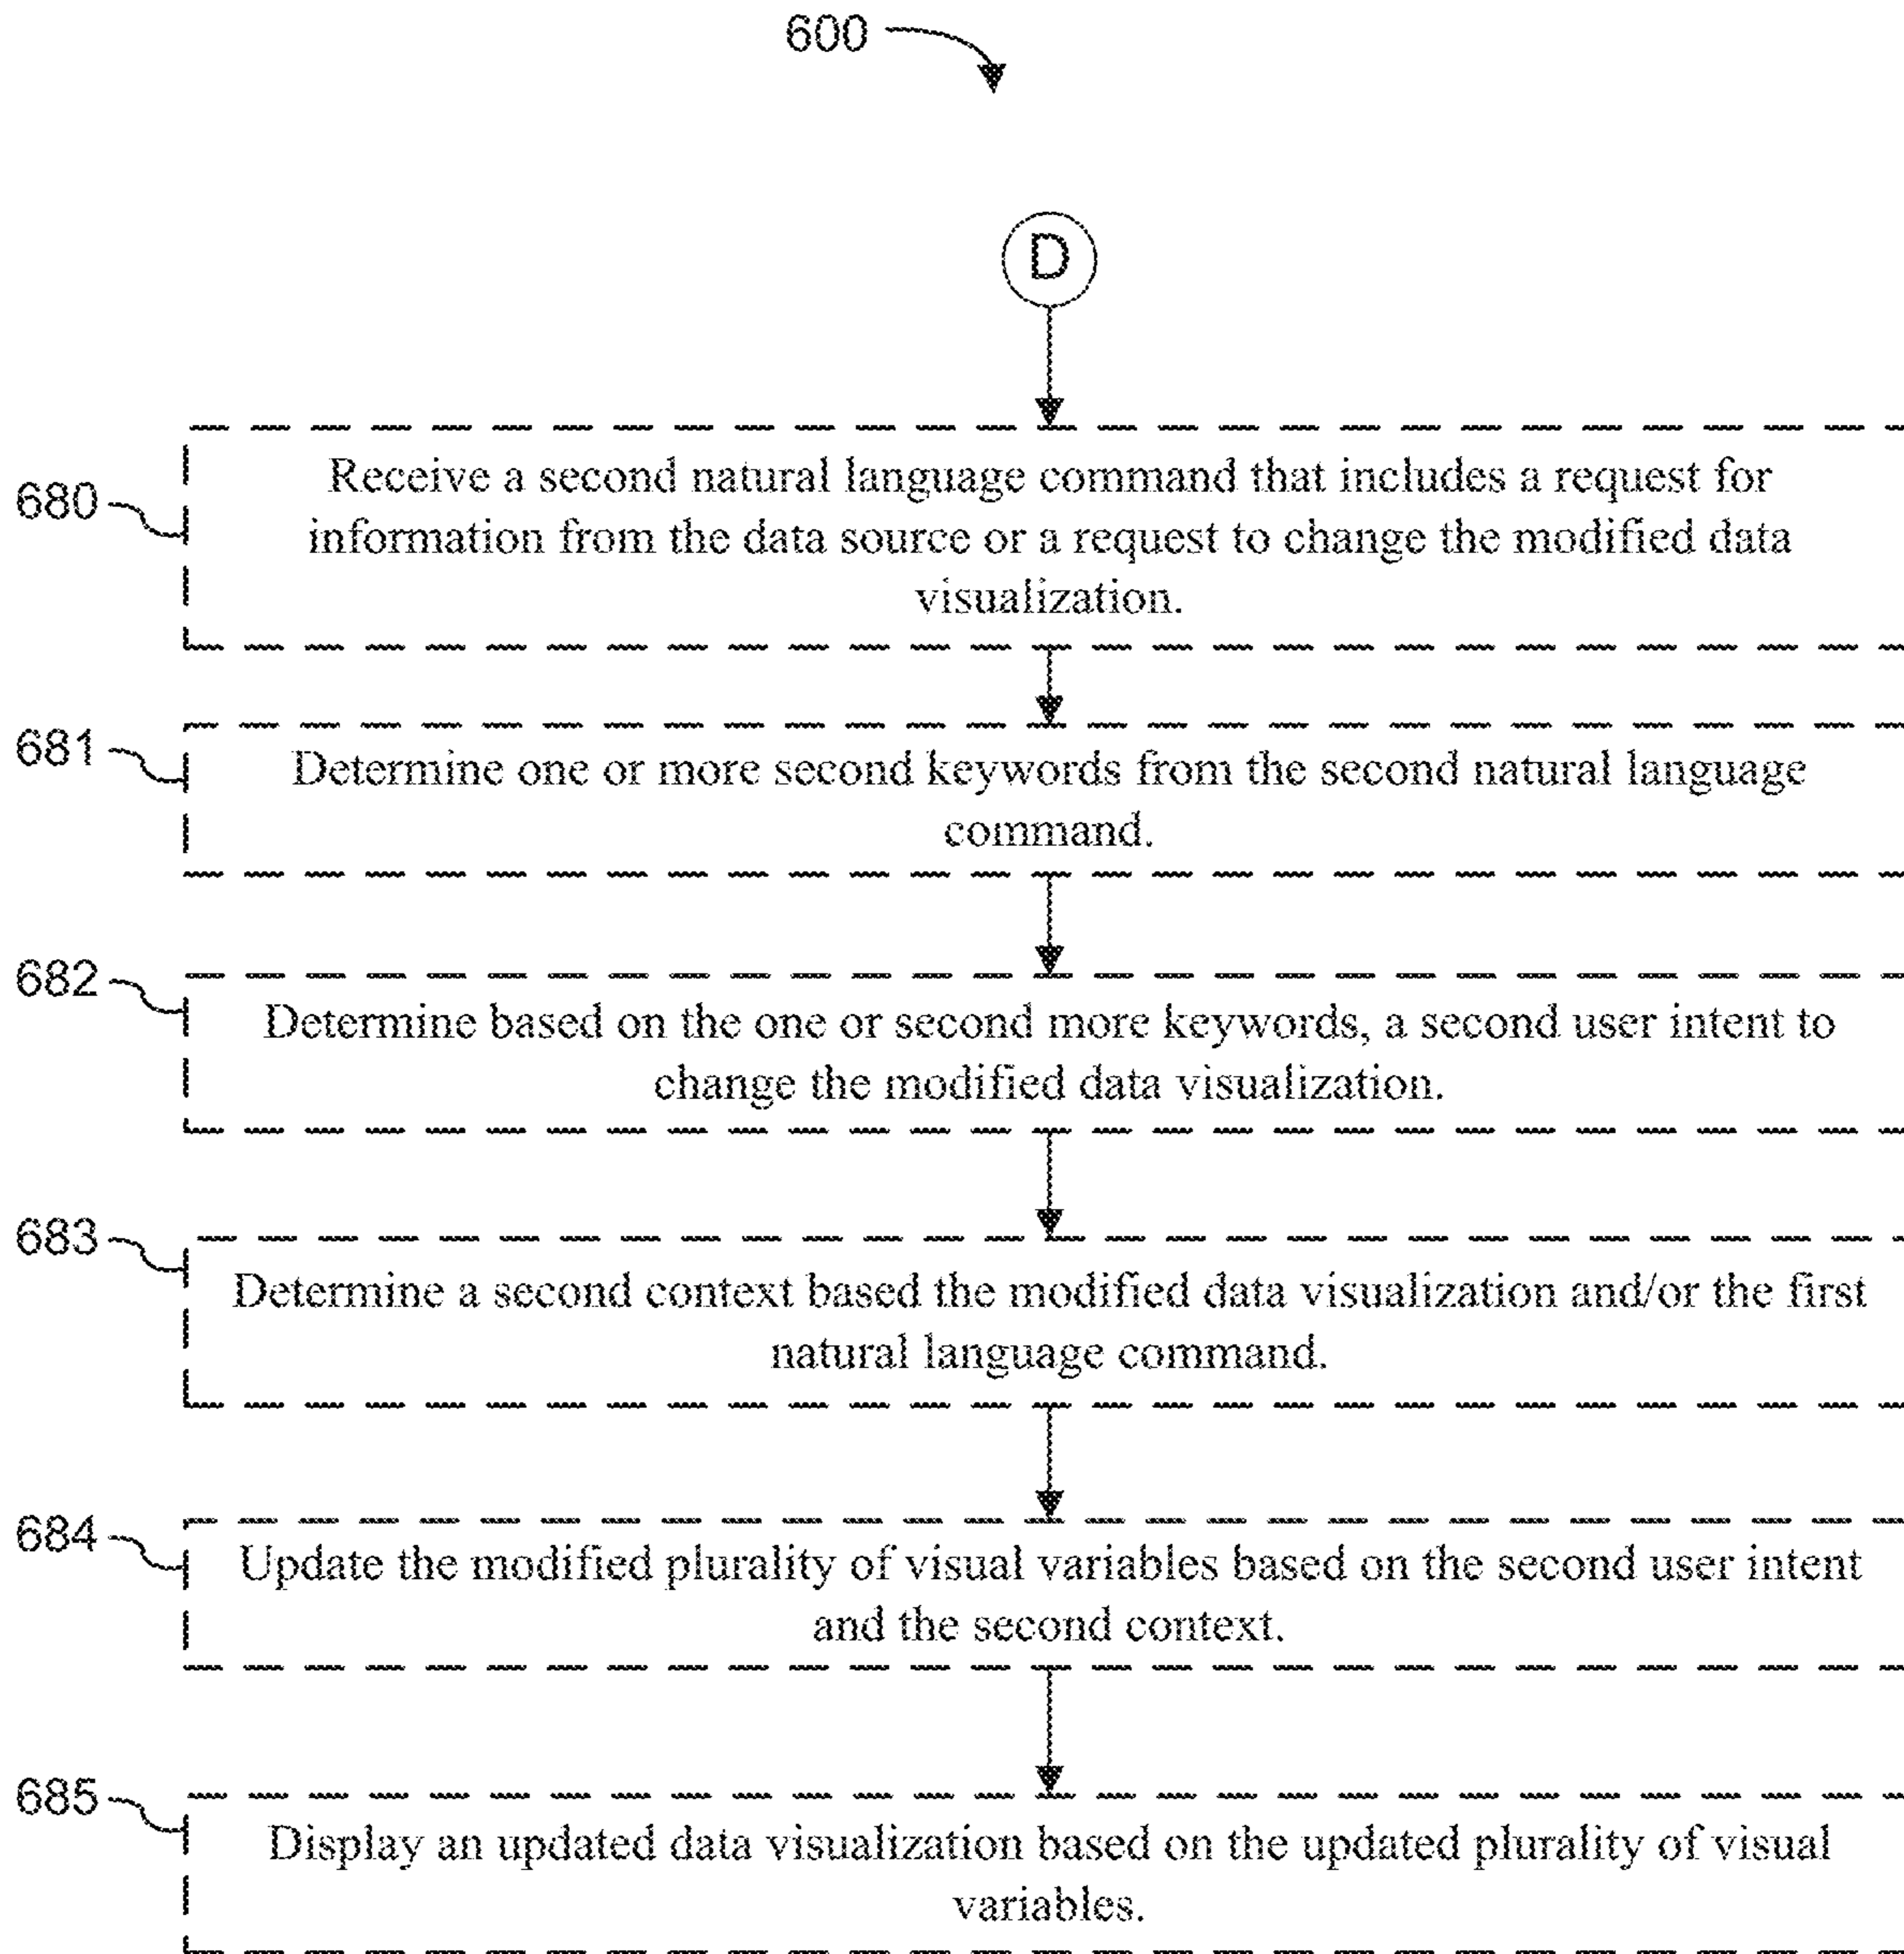 600
D
680
Receive a second natural language command that includes a request for
information from the data source or a request to change the modified data
visualization.
681
Determine one or more second keywords from the second natural language
command.
682
Determine based on the one or second more keywords, a second user intent to
change the modified data visualization.
683
Determine a second context based the modified data visualization and/or the first
natural language command.
684
Update the modified plurality of visual variables based on the second user intent
and the second context.
685
Display an updated data visualization based on the updated plurality of visual
variables.